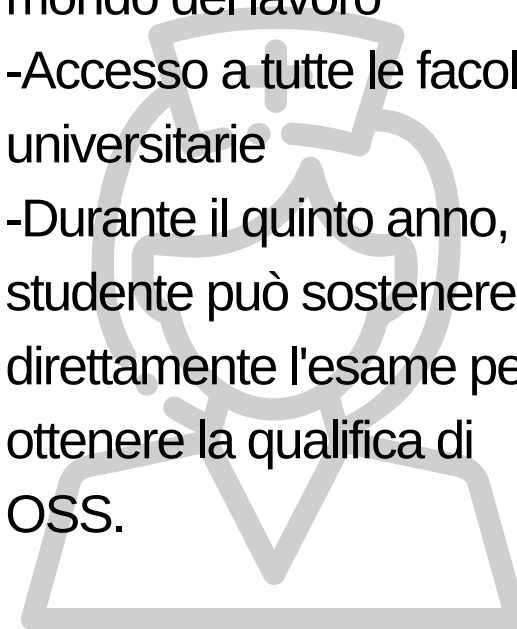 mondo del lavoro
-Accesso a tutte le facol
universitarie
-Durante il quinto anno,
studente può sostenere
direttamente l'esame pe
ottenere la qualifica di
OSS.